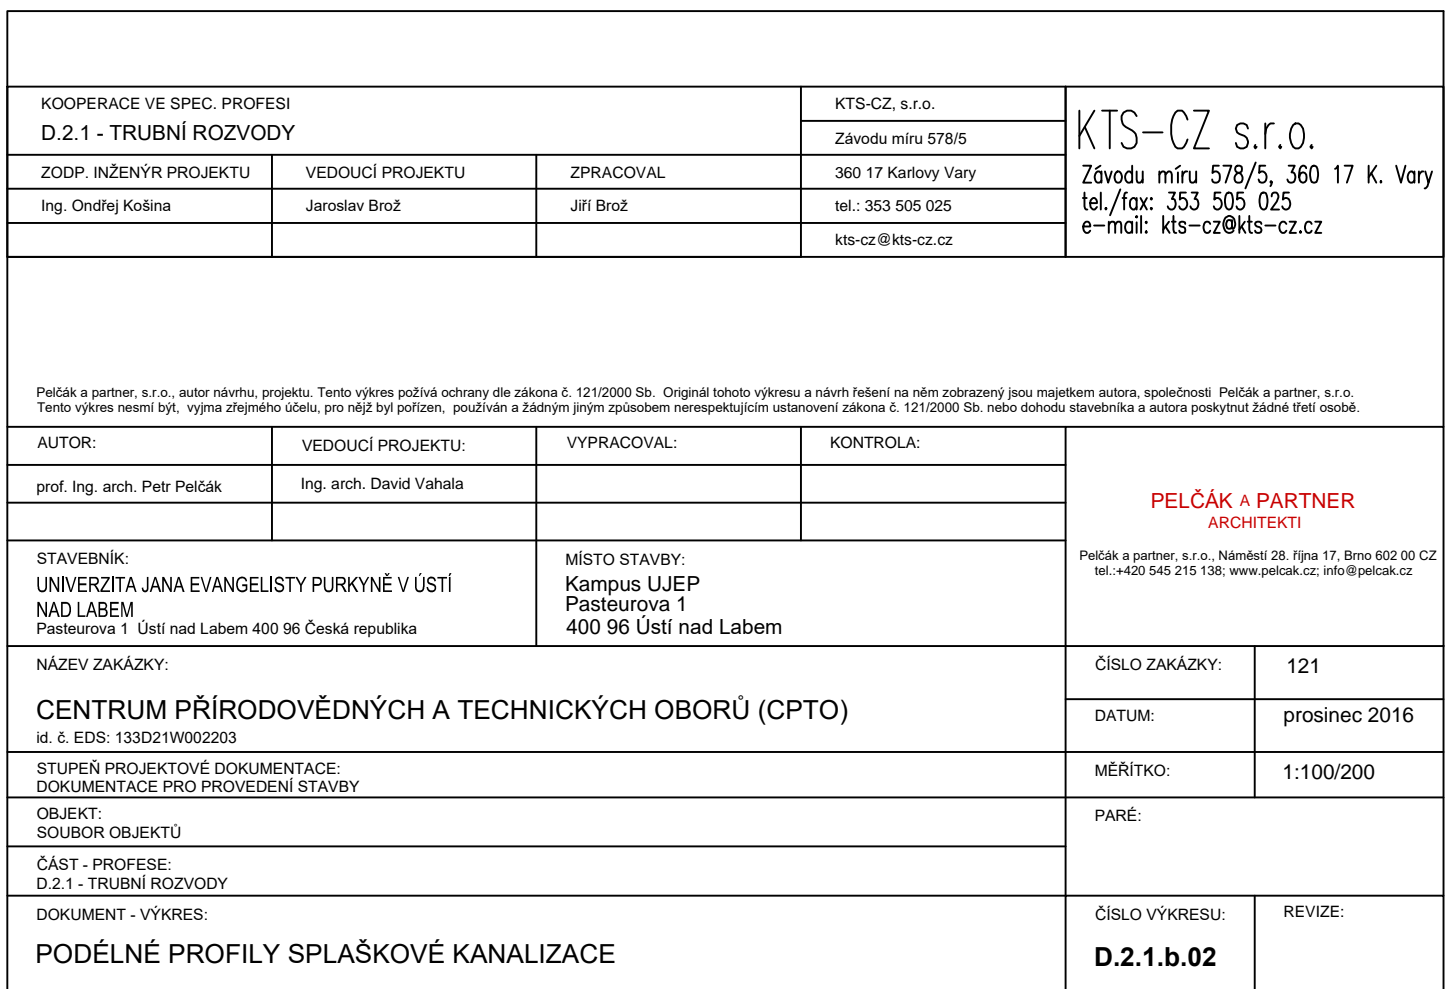 KOOPERACE VE SPEC. PROFESI
D.2.1 - TRUBNÍ ROZVODY
KTS-CZ, s.r.o.
Závodu míru 578/5
ZODP. INŽENÝR PROJEKTU
VEDOUCÍ PROJEKTU
ZPRACOVAL
360 17 Karlovy Vary
Ing. Ondřej Košina
Jaroslav Brož
Jiří Brož
tel.: 353 505 025
kts-cz@kts-cz.cz
KTS-CZ s.r.o.
Závodu míru 578/5, 360 17 K. Vary
tel./fax: 353 505 025
e-mail: kts-cz@kts-cz.cz
Pelčák a partner, s.r.o., autor návrhu, projektu. Tento výkres požívá ochrany dle zákona č. 121/2000 Sb. Originál tohoto výkresu a návrh řešení na něm zobrazený jsou majetkem autora, společnosti Pelčák a partner, s.r.o.
Tento výkres nesmí být, vyjma zřejmého účelu, pro nějž byl pořízen, používán a žádným jiným způsobem nerespektujícím ustanovení zákona č. 121/2000 Sb. nebo dohodu stavebníka a autora poskytnut žádné třetí osobě.
AUTOR:
VEDOUCÍ PROJEKTU:
VYPRACOVAL:
KONTROLA:
prof. Ing. arch. Petr Pelčák
Ing. arch. David Vahala
PELČÁK A PARTNER
ARCHITEKTI
Pelčák a partner, s.r.o., Náměstí 28. října 17, Brno 602 00 CZ
tel.:+420 545 215 138; www.pelcak.cz; info@pelcak.cz
STAVEBNÍK:
UNIVERZITA JANA EVANGELISTY PURKYNĚ V ÚSTÍ
NAD LABEM
Pasteurova 1 Ústí nad Labem 400 96 Česká republika
MÍSTO STAVBY:
Kampus UJEP
Pasteurova 1
400 96 Ústí nad Labem
NÁZEV ZAKÁZKY:
CENTRUM PŘÍRODOVĚDNÝCH A TECHNICKÝCH OBORŮ (CPTO)
id. č. EDS: 133D21W002203
ČÍSLO ZAKÁZKY:
121
DATUM:
prosinec 2016
STUPEŇ PROJEKTOVÉ DOKUMENTACE:
DOKUMENTACE PRO PROVEDENÍ STAVBY
MĚŘÍTKO:
1:100/200
OBJEKT:
SOUBOR OBJEKTŮ
PARÉ:
ČÁST - PROFESE:
D.2.1 - TRUBNÍ ROZVODY
DOKUMENT - VÝKRES:
PODÉLNÉ PROFILY SPLAŠKOVÉ KANALIZACE
ČÍSLO VÝKRESU:
D.2.1.b.02
REVIZE: